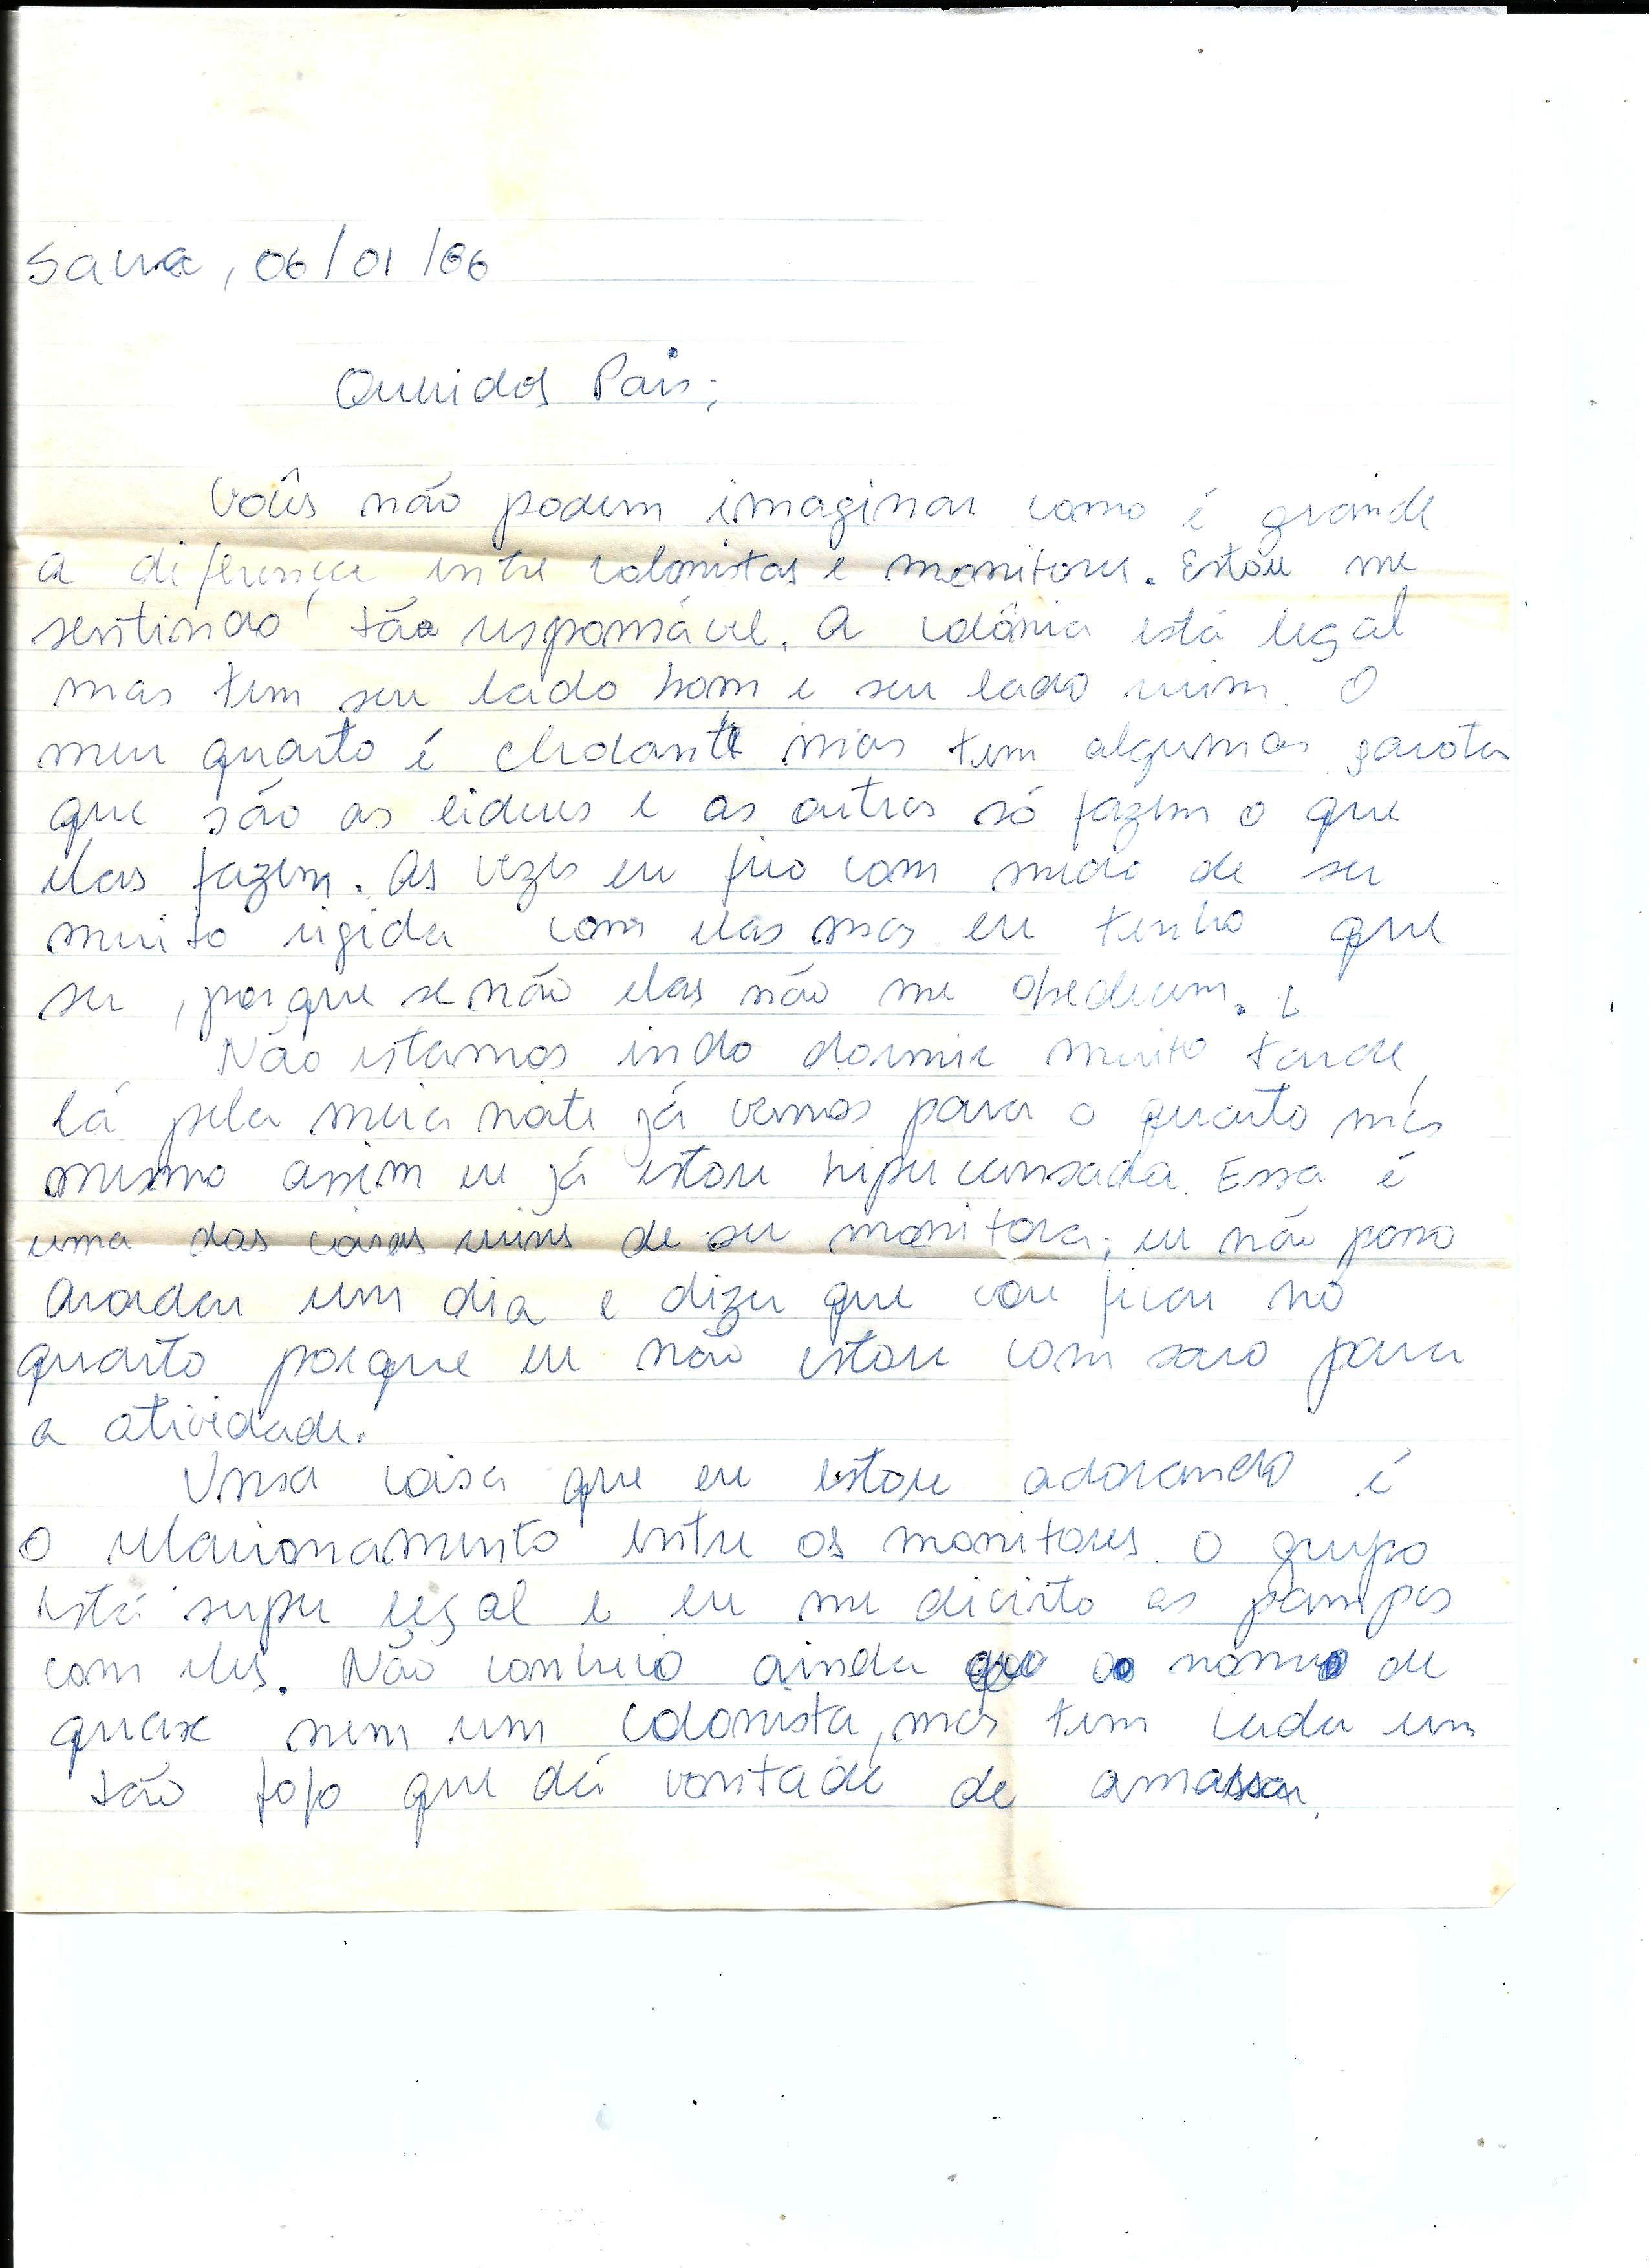 Sacra, 06/01/86
Queridos Pais;
Vocês não podem imaginar como é grande
a diferença entre colonistas e monitores. Estou me
sentindo tão responsável. A colônia está legal
mas tem seu lado bom e seu lado ruim. O
meu quarto é chocante mas tem algumas garotas
que são as lideres e as outras só fazem o que
elas fazem. As vezes eu fico com medo de ser
muito rigida com elas mas eu tenho que
ser, porque se não elas não me obedecem.
Não estamos indo dormir muito tarde,
lá pela meia noite já vamos para o quarto mas
mesmo assim eu já estou hiper cansada. Essa é
uma das coisas ruins de ser monitora; eu não posso
acordar um dia e dizer que vou ficar no
quarto porque eu não estou com saco para
a atividade.
Uma coisa que eu estou adorando é
o relacionamento entre os monitores. O grupo
está super legal e eu me divirto as pampas
com eles. Não conheço ainda o nome de
quase nem um colonista, mas tem cada um
tão fofo que dá vontade de amassar.